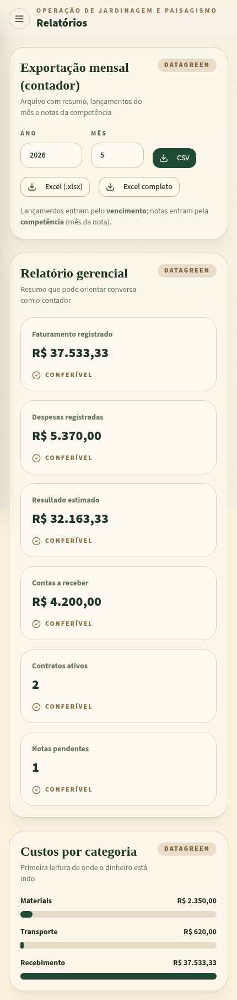 OPERAÇÃO DE JARDINAGEM E PAISAGISMO
Relatórios
Exportação mensal
(contador)
DATAGREEN
Arquivo com resumo, lançamentos do
mês e notas da competência
ANO
MÊS
2026
5
CSV
Excel (.xlsx)
Excel completo
Lançamentos entram pelo vencimento; notas entram pela
competência (mês da nota).
Relatório gerencial
DATAGREEN
Resumo que pode orientar conversa
com o contador
Faturamento registrado
R$ 37.533,33
CONFERÍVEL
Despesas registradas
R$ 5.370,00
CONFERÍVEL
Resultado estimado
R$ 32.163,33
CONFERÍVEL
Contas a receber
R$ 4.200,00
CONFERÍVEL
Contratos ativos
2
CONFERÍVEL
Notas pendentes
1
CONFERÍVEL
Custos por categoria
DATAGREEN
Primeira leitura de onde o dinheiro está
indo
Materiais R$ 2.350,00
Transporte R$ 620,00
Recebimento R$ 37.533,33